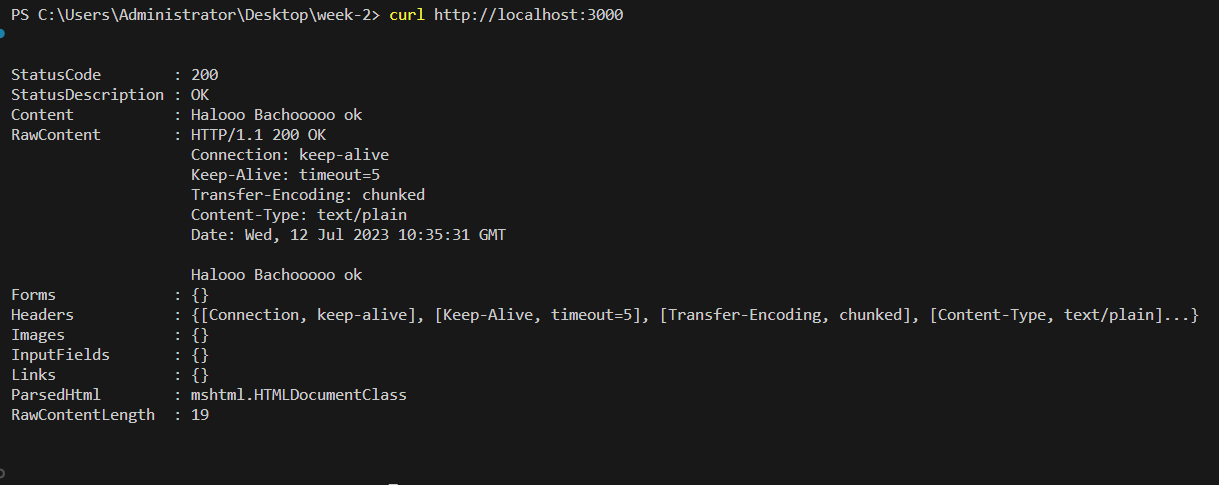 PS C:\Users\Administrator\Desktop\week-2> curl http://localhost:3000
StatusCode        : 200
StatusDescription : OK
Content           : Halooo Bachooooo ok
RawContent        : HTTP/1.1 200 OK
                    Connection: keep-alive
                    Keep-Alive: timeout=5
                    Transfer-Encoding: chunked
                    Content-Type: text/plain
                    Date: Wed, 12 Jul 2023 10:35:31 GMT
                    Halooo Bachooooo ok
Forms             : {}
Headers           : {[Connection, keep-alive], [Keep-Alive, timeout=5], [Transfer-Encoding, chunked], [Content-Type, text/plain]...}
Images            : {}
InputFields       : {}
Links             : {}
ParsedHtml        : mshtml.HTMLDocumentClass
RawContentLength  : 19